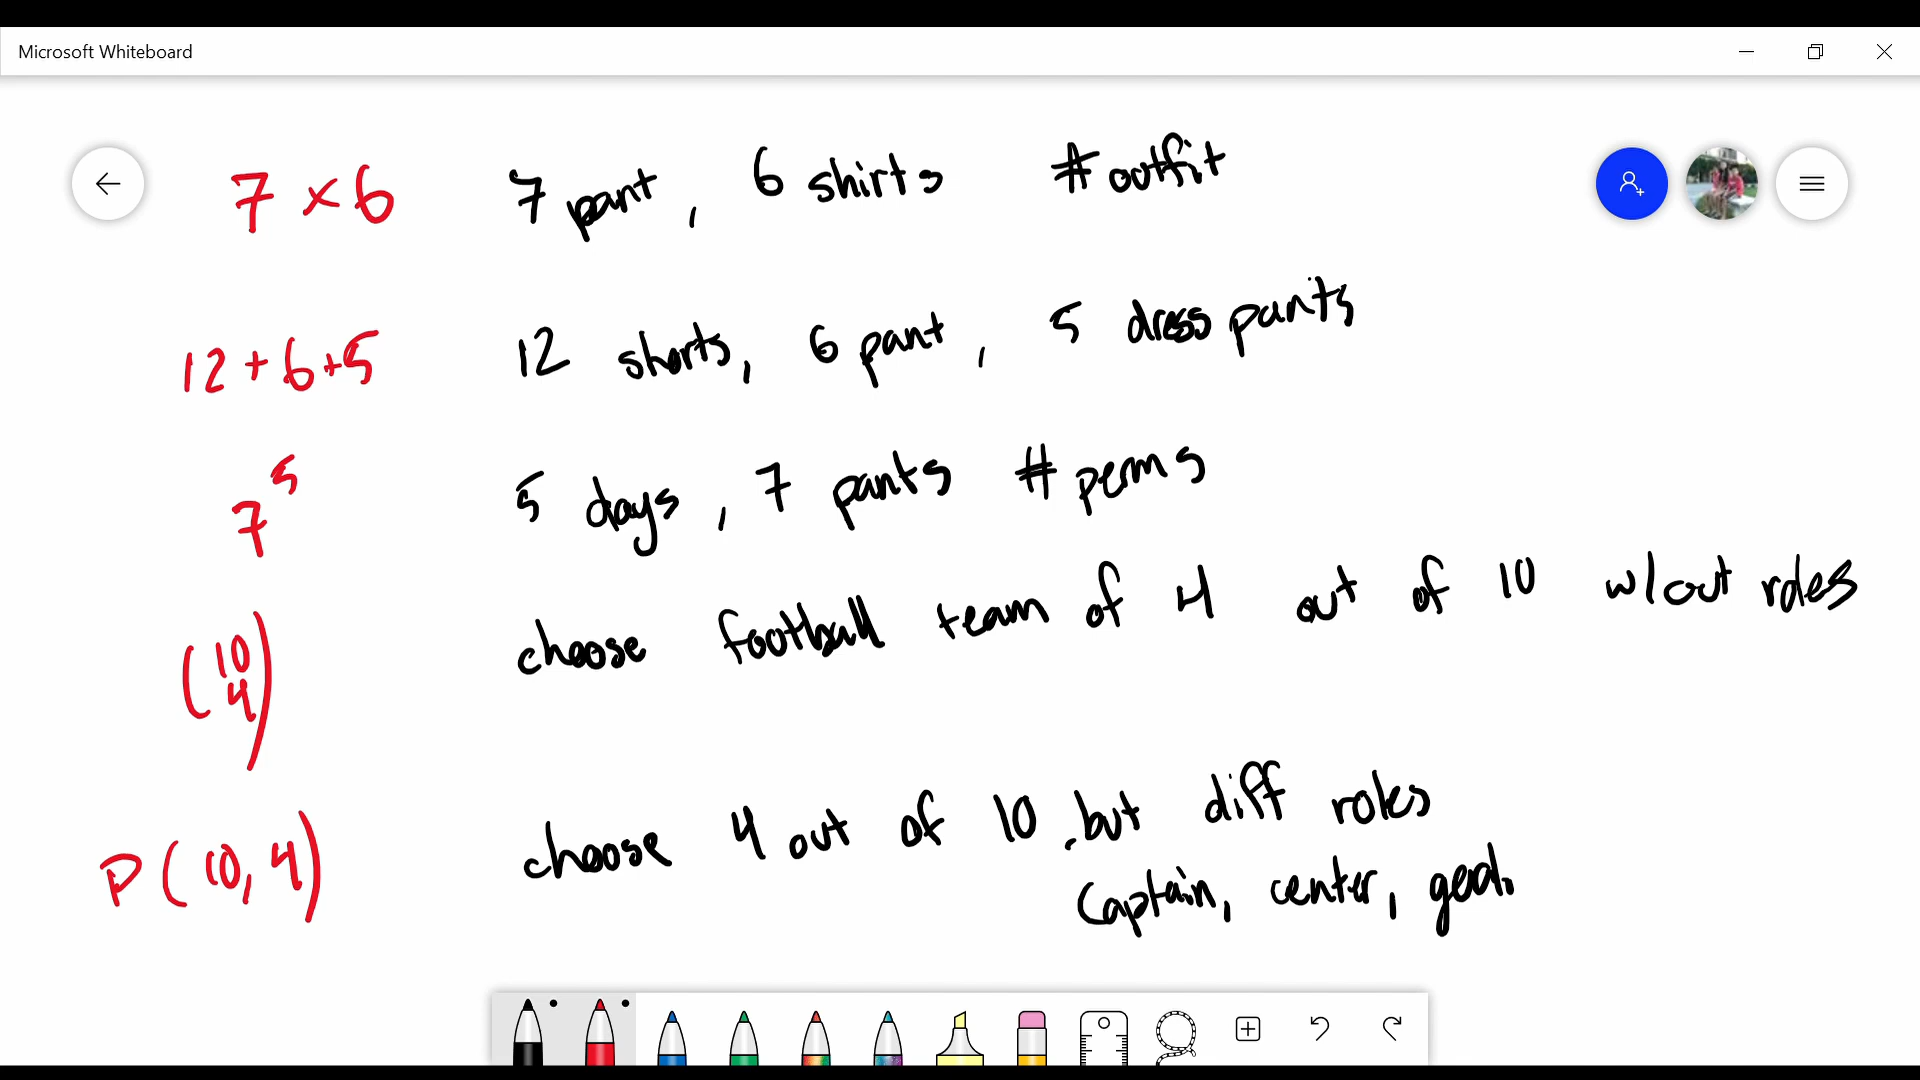 Microsoft Whiteboard
7 × 6 7 pant, 6 shirts # outfit
12 + 6 + 5 12 shorts, 6 pant, 5 dress pants
7^5 5 days, 7 pants # perms
(10 4) choose football team of 4 out of 10 w/out roles
P(10, 4) choose 4 out of 10, but diff roles
Captain, center, goal.